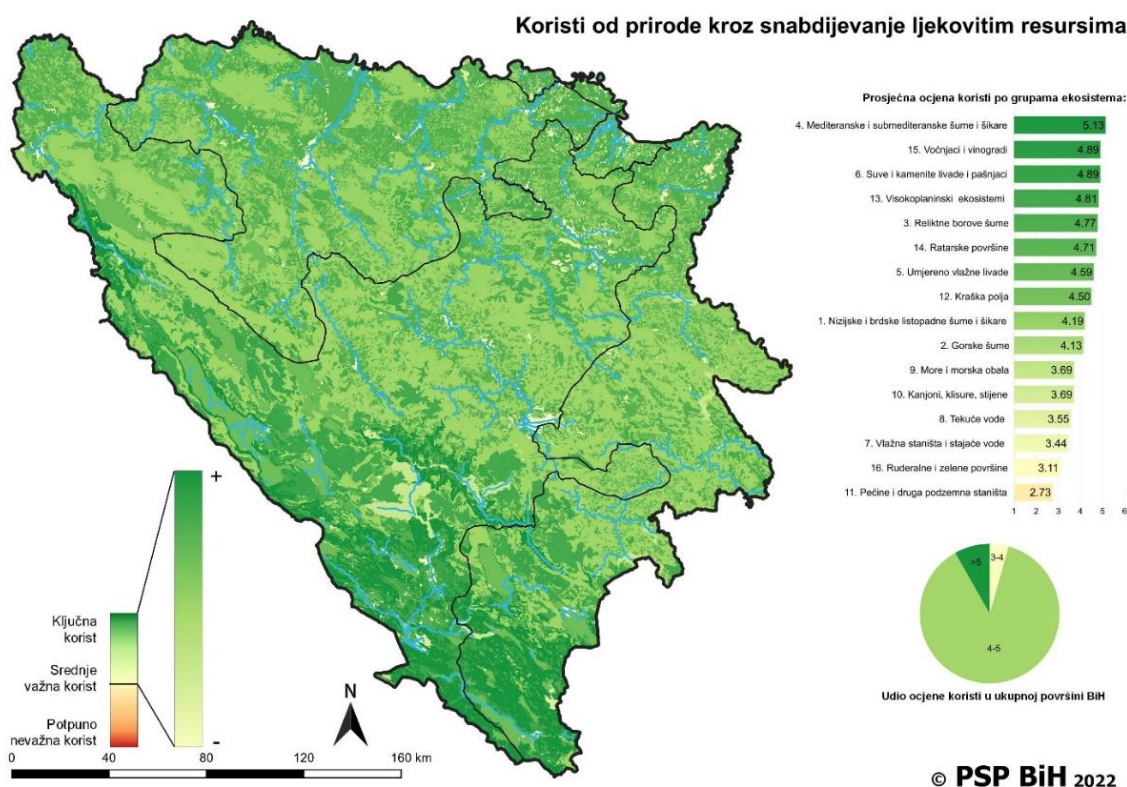 Koristi od prirode kroz snabdijevanje ljekovitim resursima
Prosječna ocjena koristi po grupama ekosistema:
4. Mediteranske i submediteranske šume i šikare 5.13
15. Voćnjaci i vinogradi 4.89
6. Suve i kamenite livade i pašnjaci 4.89
13. Visokoplaninski ekosistemi 4.81
3. Reliktne borove šume 4.77
14. Ratarske površine 4.71
5. Umjereno vlažne livade 4.59
12. Kraška polja 4.50
1. Nizijske i brdske listopadne šume i šikare 4.19
2. Gorske šume 4.13
9. More i morska obala 3.69
10. Kanjoni, klisure, stijene 3.69
8. Tekuće vode 3.55
7. Vlažna staništa i stajaće vode 3.44
16. Ruderalne i zelene površine 3.11
11. Pećine i druga podzemna staništa 2.73
1 2 3 4 5 6
>5 3-4
4-5
Udio ocjene koristi u ukupnoj površini BiH
+
Ključna
korist
Srednje
važna korist
Potpuno
nevažna korist
-
N
0 40 80 120 160 km
© PSP BiH 2022